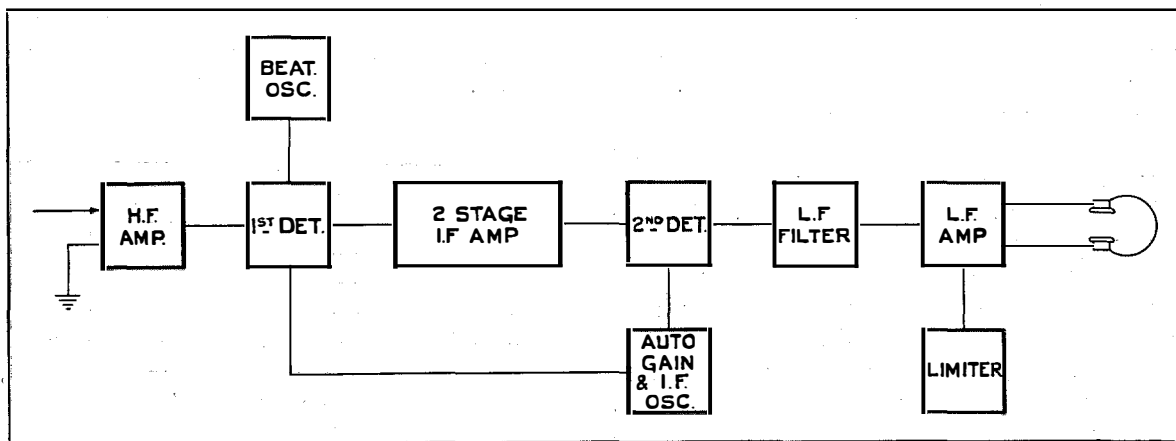 BEAT.
OSC.
H.F.
AMP.
1ST DET.
2 STAGE
I.F AMP
2ND DET.
L.F
FILTER
L.F.
AMP
AUTO
GAIN
& I.F.
OSC.
LIMITER